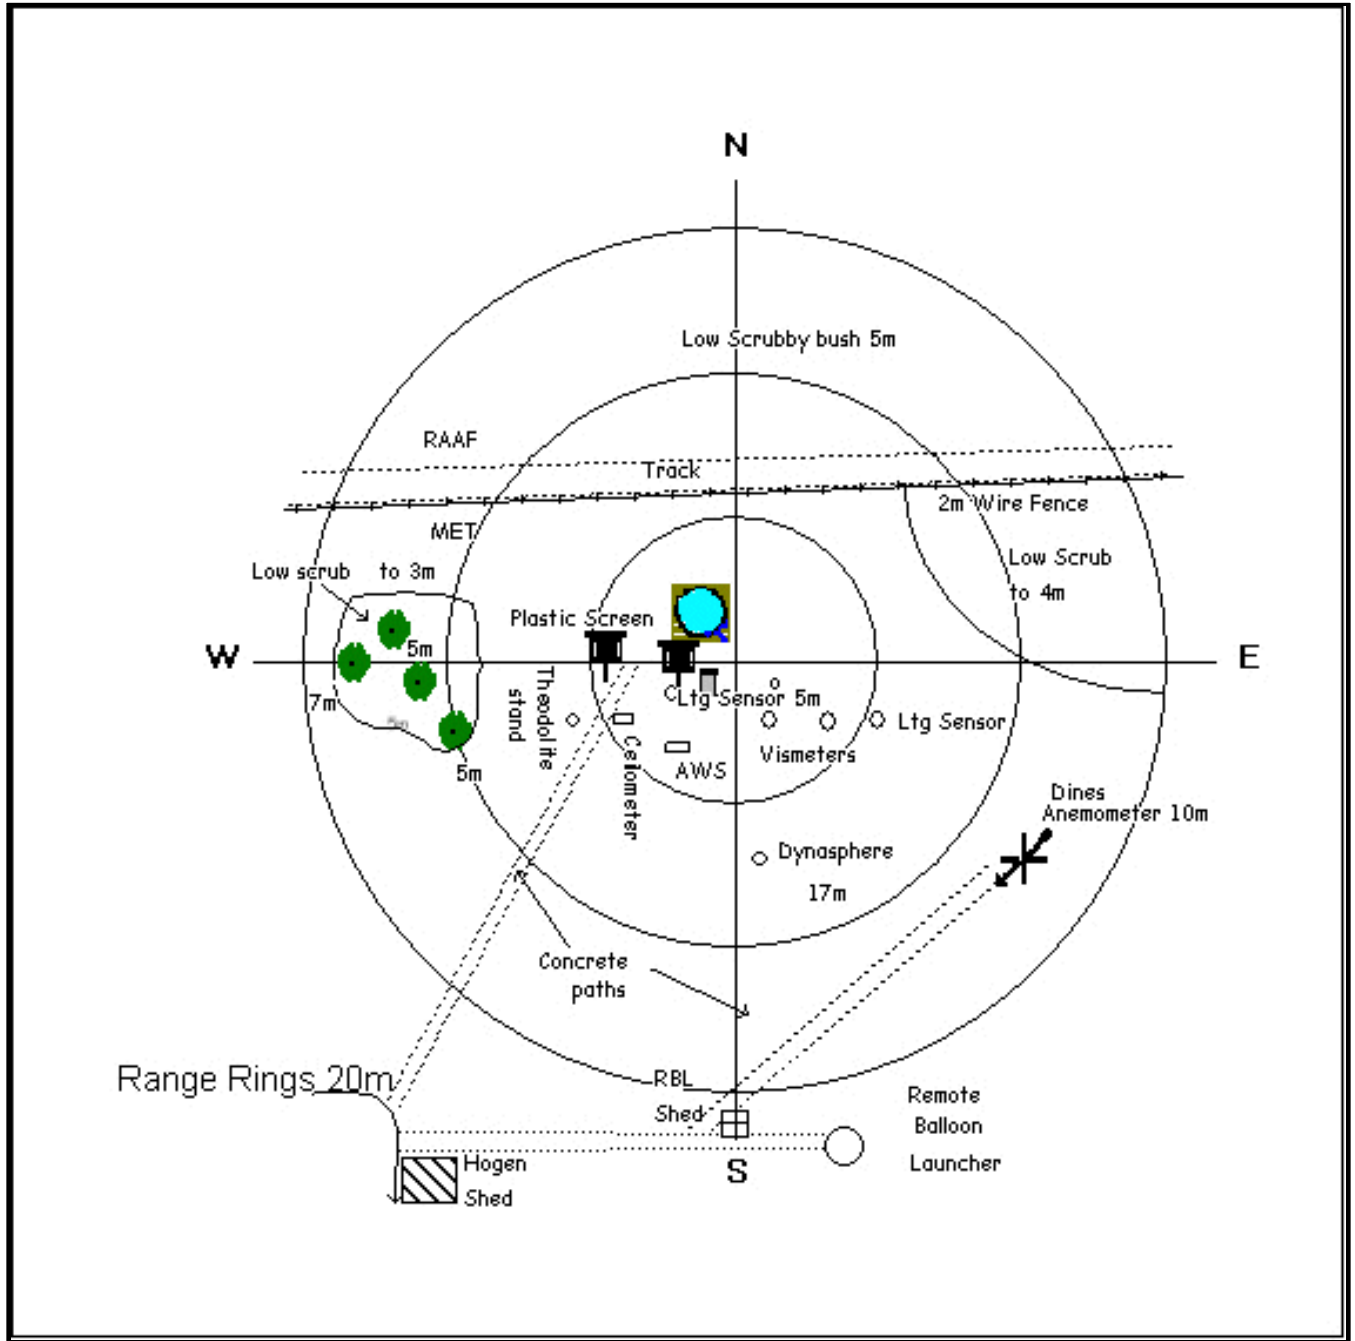 N
Low Scrubby bush 5m
RAAF
Track
2m Wire Fence
MET
Low scrub to 3m
Low Scrub
to 4m
Plastic Screen
5m
W
E
7m
5m
5m
Theodolite
stand
Ceiometer
Ltg Sensor 5m
Ltg Sensor
Vismeters
AWS
Dines
Anemometer 10m
Dynasphere
17m
Concrete
paths
Range Rings 20m
RBL
Shed
Remote
Balloon
Launcher
S
Hogen
Shed